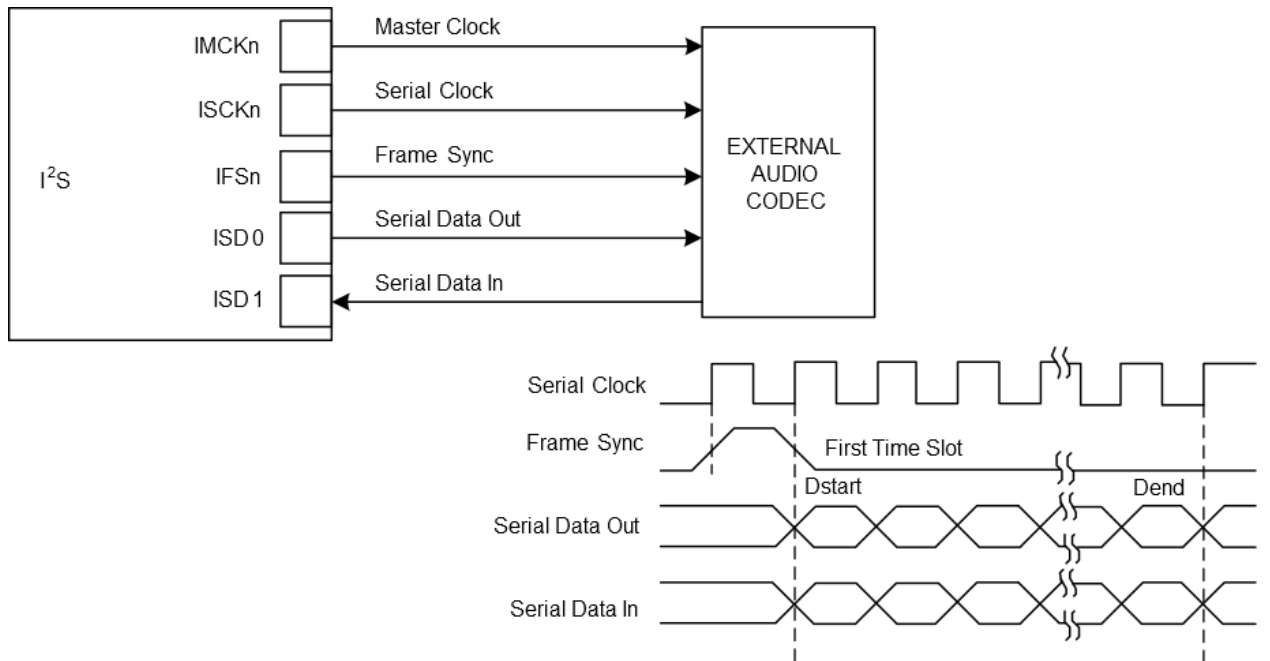 IMCKn
Master Clock
ISCKn
Serial Clock
I²S
IFSn
Frame Sync
EXTERNAL
AUDIO
CODEC
ISD0
Serial Data Out
ISD1
Serial Data In
Serial Clock
Frame Sync
First Time Slot
Dstart
Dend
Serial Data Out
Serial Data In